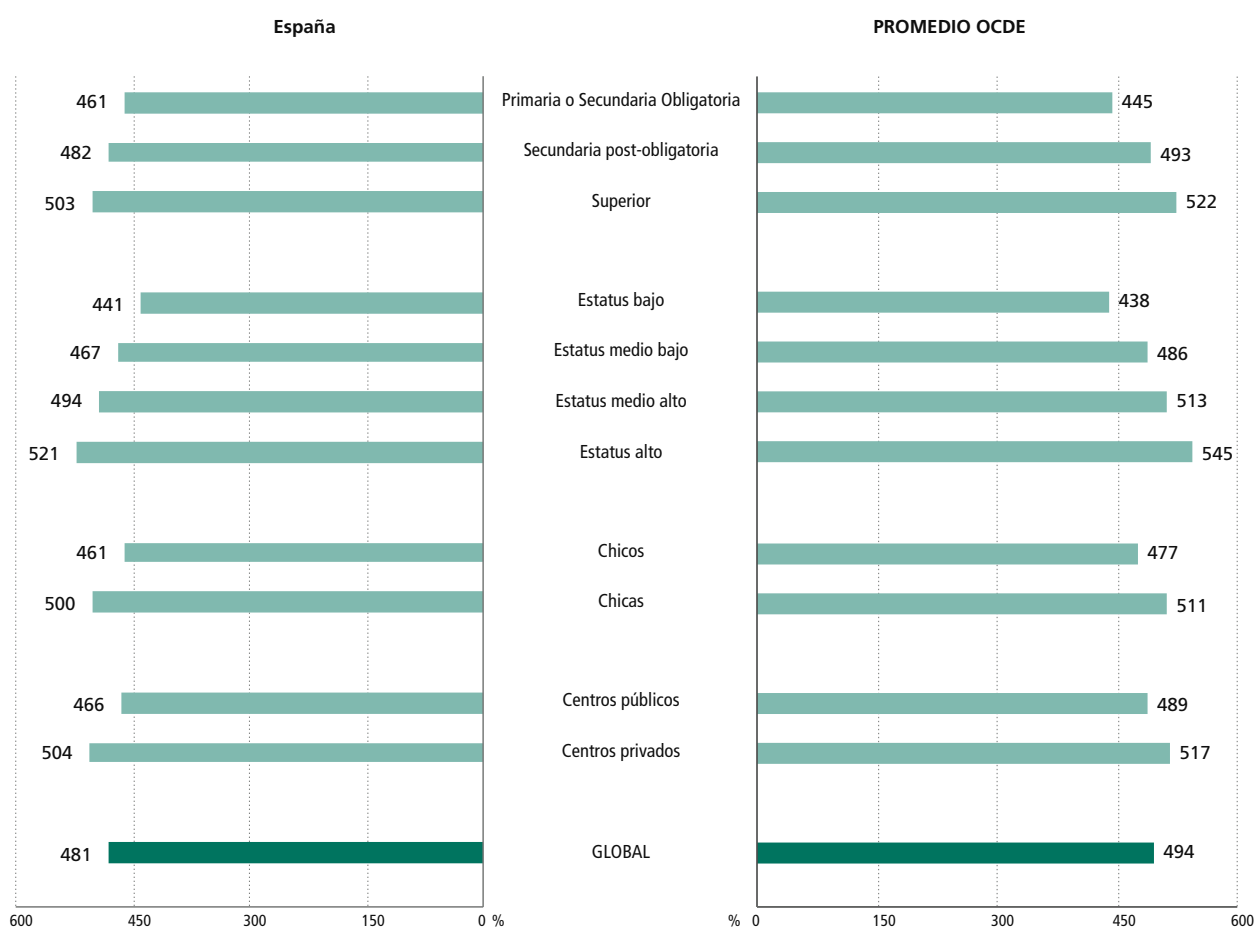 España PROMEDIO OCDE
461 Primaria o Secundaria Obligatoria 445
482 Secundaria post-obligatoria 493
503 Superior 522
441 Estatus bajo 438
467 Estatus medio bajo 486
494 Estatus medio alto 513
521 Estatus alto 545
461 Chicos 477
500 Chicas 511
466 Centros públicos 489
504 Centros privados 517
481 GLOBAL 494
600 450 300 150 0 % % 0 150 300 450 600